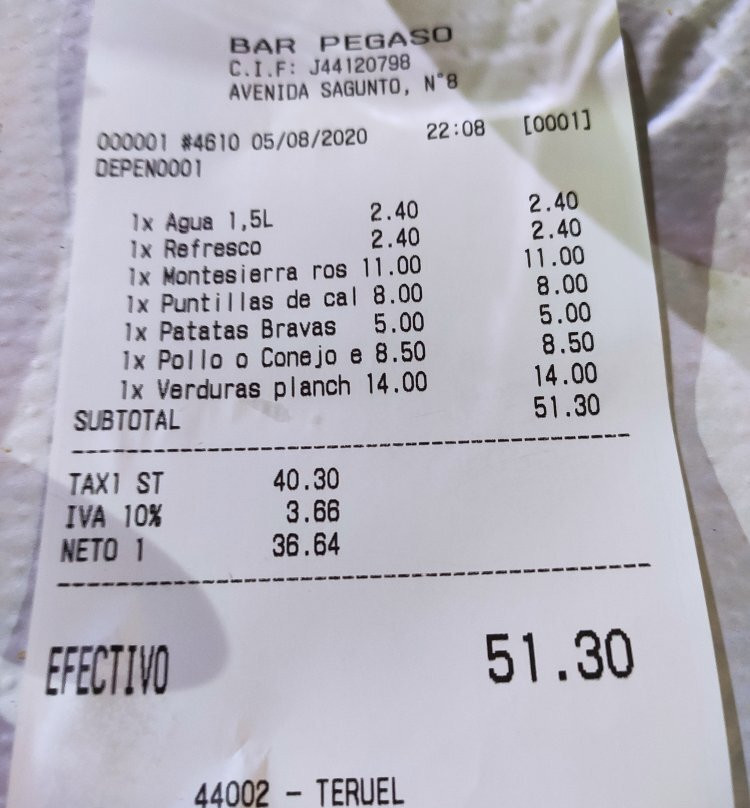 BAR PEGASO
C.I.F: J44120798
AVENIDA SAGUNTO, N°8
000001 #4610 05/08/2020 22:08 [0001]
DEPEN0001
1x Agua 1,5L 2.40 2.40
1x Refresco 2.40 2.40
1x Montesierra ros 11.00 11.00
1x Puntillas de cal 8.00 8.00
1x Patatas Bravas 5.00 5.00
1x Pollo o Conejo e 8.50 8.50
1x Verduras planch 14.00 14.00
SUBTOTAL 51.30
TAX1 ST 40.30
IVA 10% 3.66
NETO 1 36.64
EFECTIVO 51.30
44002 - TERUEL